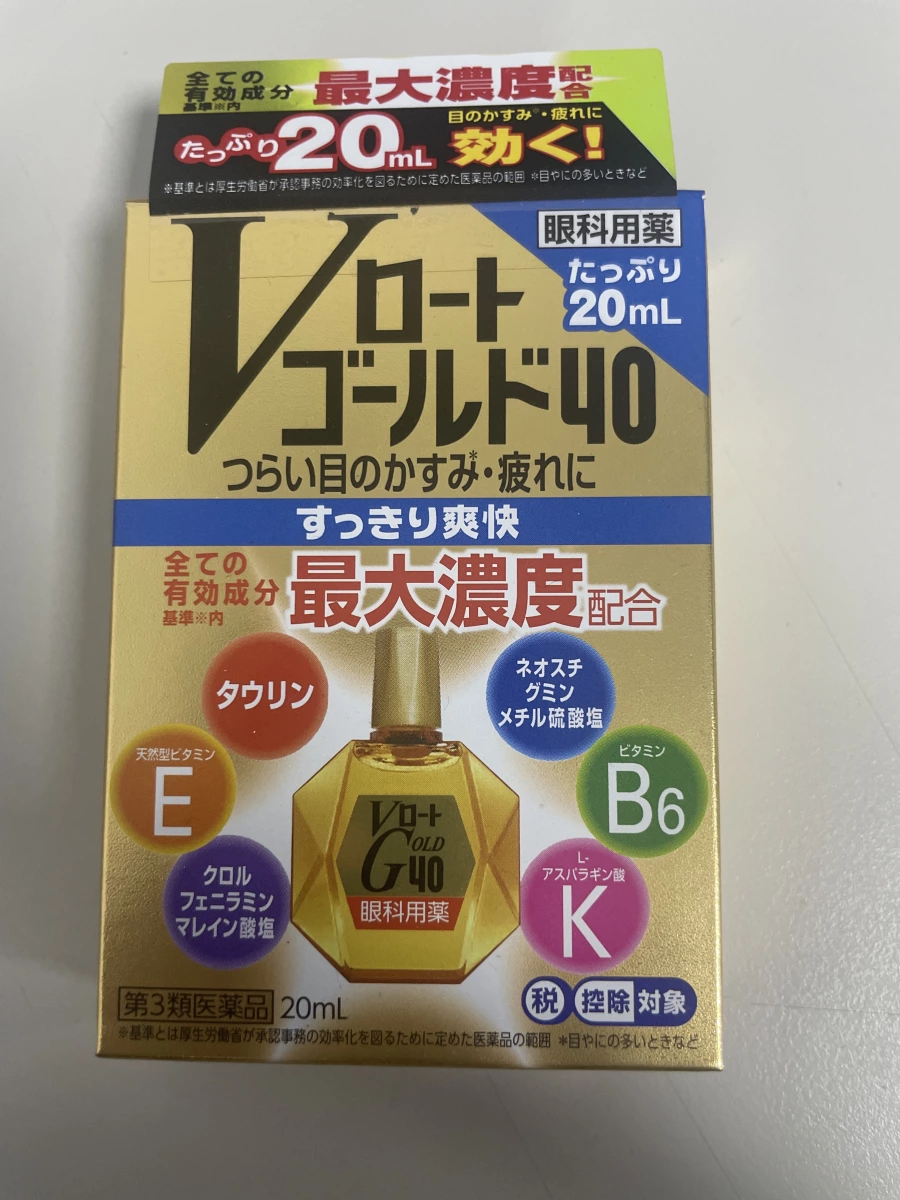 全ての
有効成分
基準※内
最大濃度配合
たっぷり20mL
目のかすみ*・疲れに
効く!
※基準とは厚生労働省が承認事務の効率化を図るために定めた医薬品の範囲 *目やにの多いときなど
眼科用薬
たっぷり
20mL
Vロート
ゴールド40
つらい目のかすみ*・疲れに
すっきり爽快
全ての
有効成分
基準※内
最大濃度配合
タウリン
ネオスチ
グミン
メチル硫酸塩
天然型ビタミン
E
ビタミン
B6
クロル
フェニラミン
マレイン酸塩
L-
アスパラギン酸
K
Vロート
GOLD
40
眼科用薬
第3類医薬品 20mL
税 控除 対象
※基準とは厚生労働省が承認事務の効率化を図るために定めた医薬品の範囲 *目やにの多いときなど